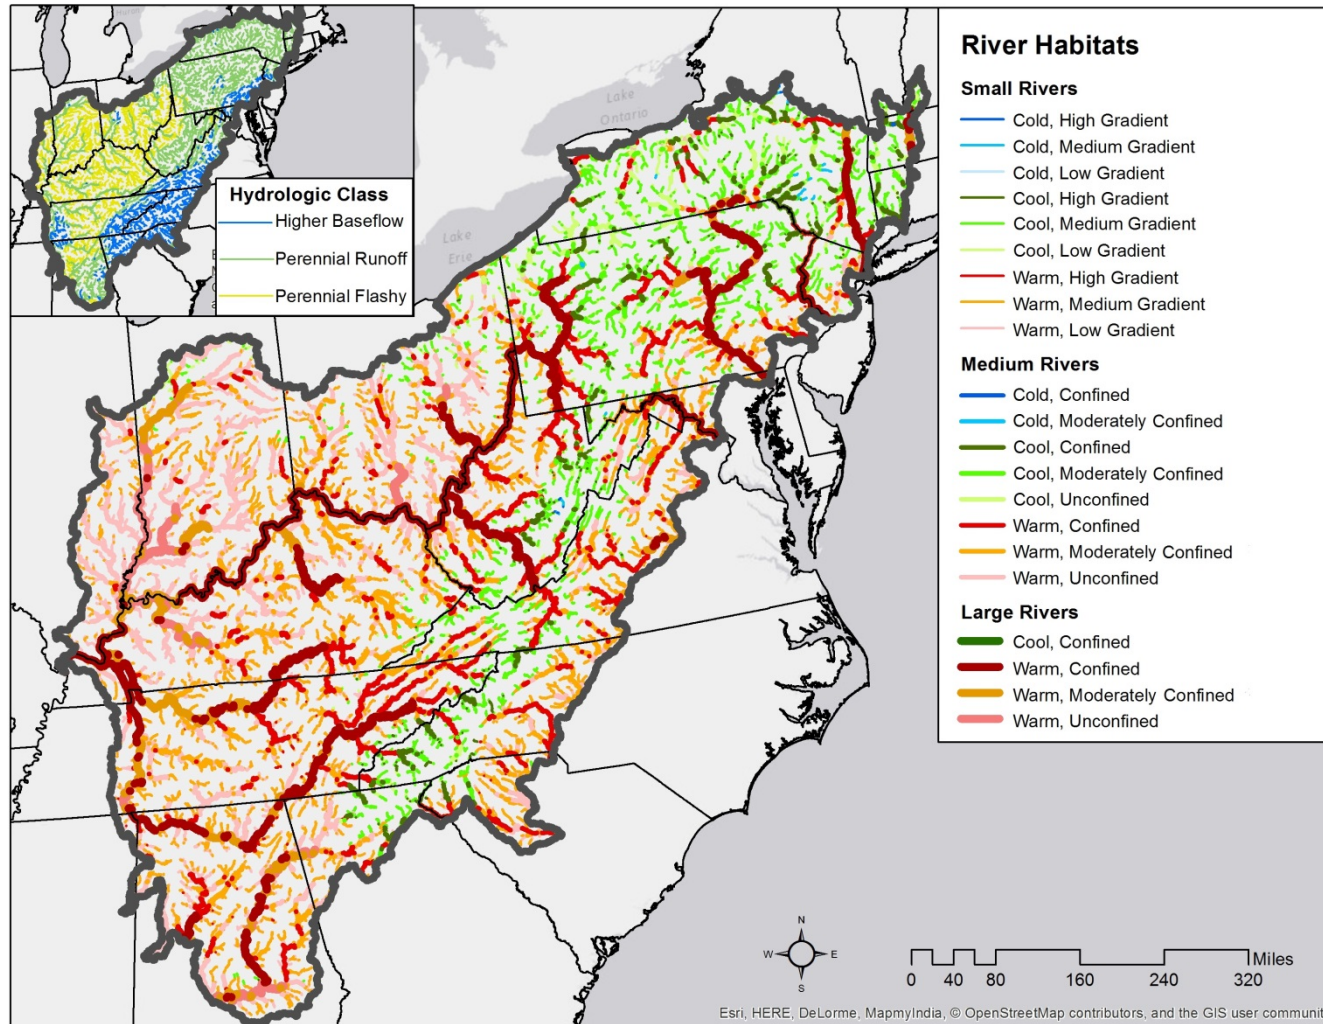 Hydrologic Class
Higher Baseflow
Perennial Runoff
Perennial Flashy
Lake
Ontario
Lake
Erie
River Habitats
Small Rivers
Cold, High Gradient
Cold, Medium Gradient
Cold, Low Gradient
Cool, High Gradient
Cool, Medium Gradient
Cool, Low Gradient
Warm, High Gradient
Warm, Medium Gradient
Warm, Low Gradient
Medium Rivers
Cold, Confined
Cold, Moderately Confined
Cool, Confined
Cool, Moderately Confined
Cool, Unconfined
Warm, Confined
Warm, Moderately Confined
Warm, Unconfined
Large Rivers
Cool, Confined
Warm, Confined
Warm, Moderately Confined
Warm, Unconfined
N
W E
S
Miles
0 40 80 160 240 320
Esri, HERE, DeLorme, MapmyIndia, © OpenStreetMap contributors, and the GIS user communit